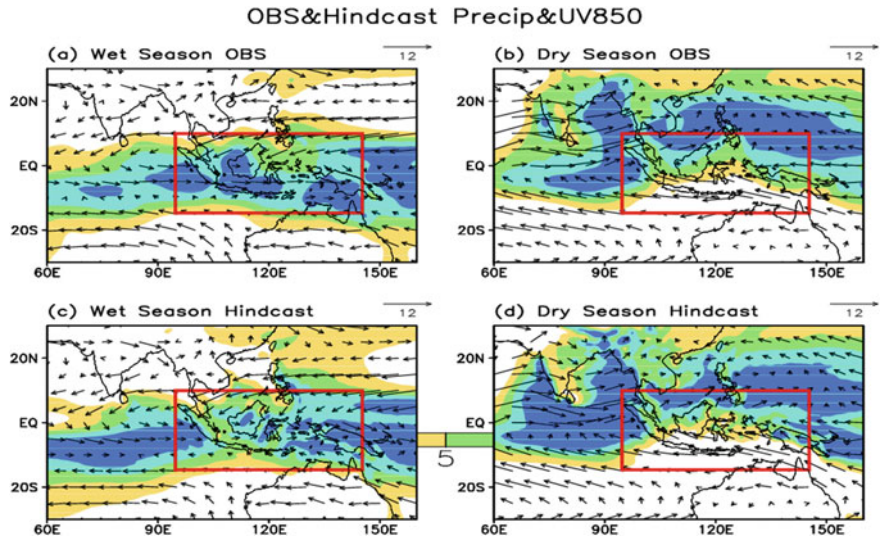 OBS&Hindcast Precip&UV850
(a) Wet Season OBS
12
(b) Dry Season OBS
12
20N
EQ
20S
60E 90E 120E 150E
20N
EQ
20S
60E 90E 120E 150E
(c) Wet Season Hindcast
12
(d) Dry Season Hindcast
12
20N
EQ
20S
60E 90E 120E 150E
5
20N
EQ
20S
60E 90E 120E 150E